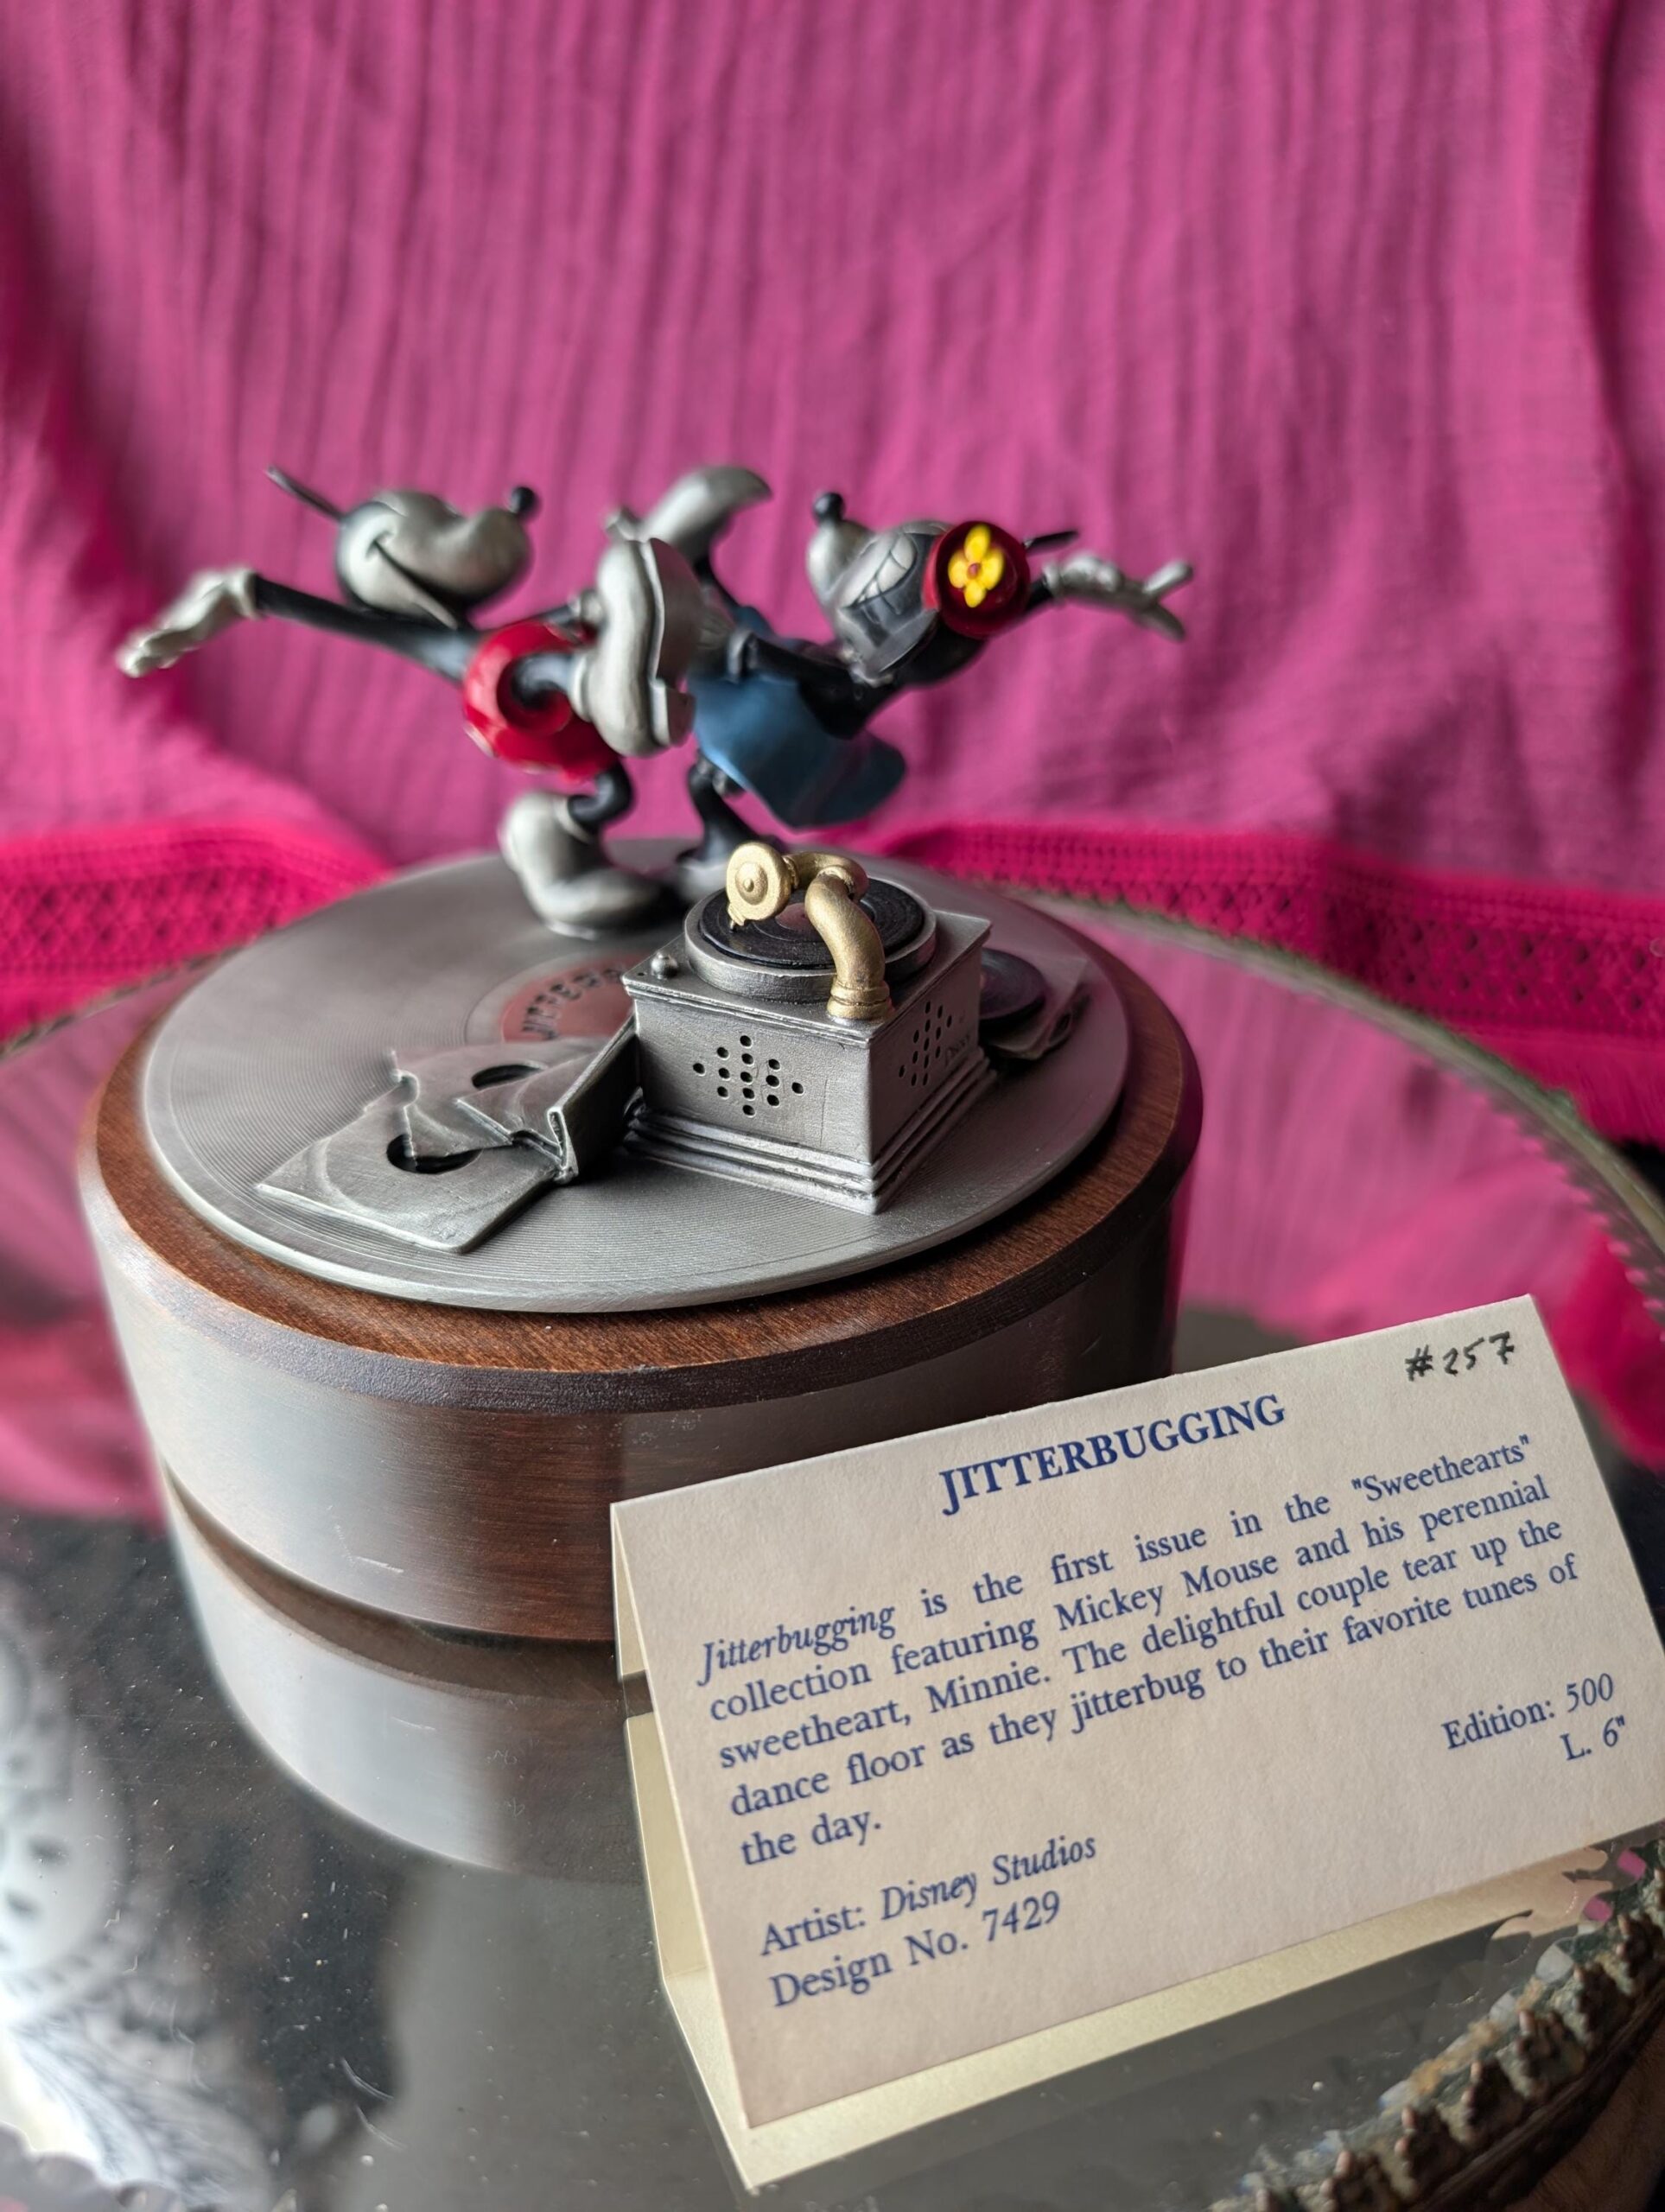 #257
JITTERBUGGING
Jitterbugging is the first issue in the "Sweethearts"
collection featuring Mickey Mouse and his perennial
sweetheart, Minnie. The delightful couple tear up the
dance floor as they jitterbug to their favorite tunes of
the day.
Edition: 500
L. 6"
Artist: Disney Studios
Design No. 7429